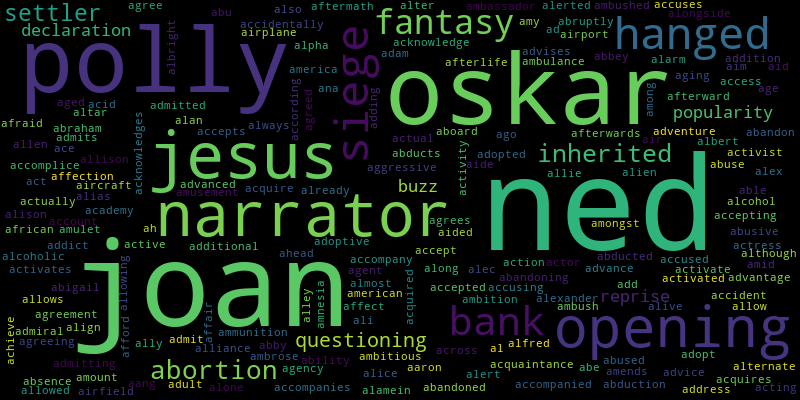 settler agree abu also aftermath alter ambassador alerted ambushed accuses
declaration albright accidentally airplane alpha acknowledge fantasy amy abruptly alongside
polly america adam afterlife advises ad airport hanged
ambulance abbey alarm addition
aged acid admitted according agreed ana siege adding oskar aging aim aid
among access age afterward
altar alan actual aboard ago afterwards adventure popularity abandon
afraid abraham acknowledges accepts always activist
admits jesus abducts activity adopted air albert
allen ace accomplice allison aggressive aide inherited abuse alex
act affection advanced acquire already buzz allie alien able
aircraft alias amusement alcohol
actually academy ned accepting
alison account narrator agrees amongst abusive
african amulet ah aided actress
addict active additional adoptive accept although
alcoholic joan ahead accompany along action actor abducted accused amid
activates allowing agent alec abandoning advance activate
abigail almost accepted accusing activated advantage
allows alley amnesia american acquired ambition alexander add reprise accident
agreement affair affect ambush alive allow
admiral align afford ammunition ali bank opening
achieve agreeing ally admit questioning al alfred
alliance abby ambrose ability ambitious across adopt
admitting abortion agency aaron acquaintance abe abused alternate
absence amount aang adult alone alice alert amends advice acquires
allowed airfield accompanies alamein abandoned accompanied abduction address acting